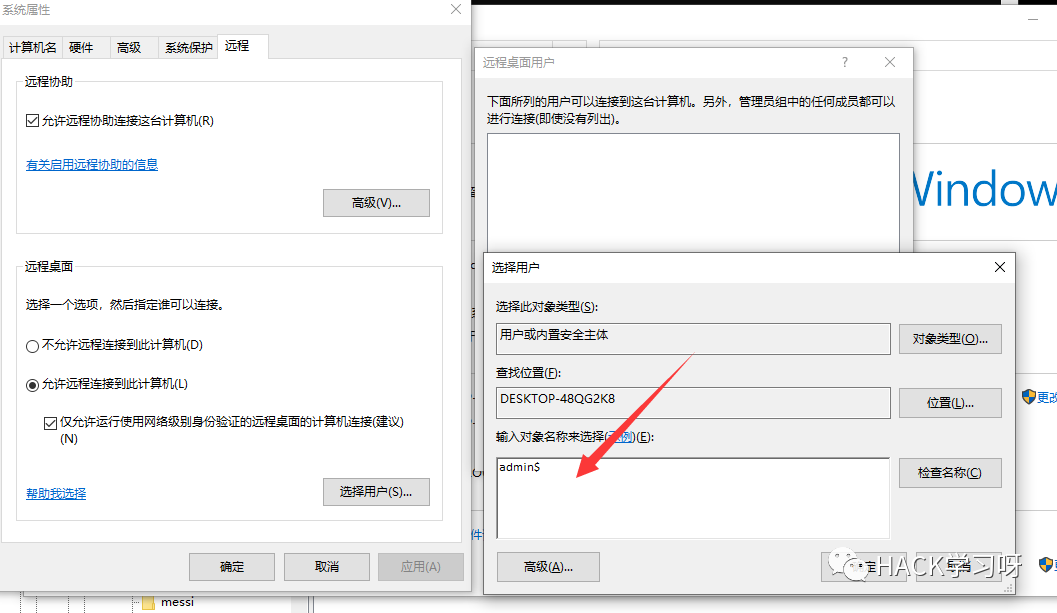 系统属性
计算机名
硬件
高级
系统保护
远程
远程协助
允许远程协助连接这台计算机(R)
有关启用远程协助的信息
高级(V)...
远程桌面
选择一个选项，然后指定谁可以连接。
不允许远程连接到此计算机(D)
允许远程连接到此计算机(L)
仅允许运行使用网络级别身份验证的远程桌面的计算机连接(建议)
(N)
帮助我选择
选择用户(S)...
确定
取消
应用(A)
messi
远程桌面用户
?
下面所列的用户可以连接到这台计算机。另外，管理员组中的任何成员都可以
进行连接(即使没有列出)。
选择用户
选择此对象类型(S):
用户或内置安全主体
对象类型(O)...
查找位置(F):
DESKTOP-48QG2K8
位置(L)...
输入对象名称来选择(示例)(E):
admin$
检查名称(C)
高级(A)...
HACK学习呀
Window
更改